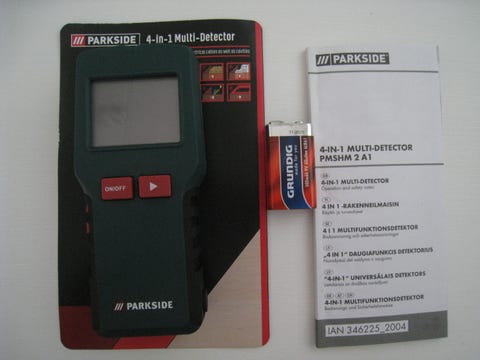 /// PARKSIDE
4-in-1 Multi-Detector
ON/OFF
/// PARKSIDE
GRUNDIG
/// PARKSIDE
4-IN-1 MULTI-DETECTOR
PMSHM 2 A1
4-IN-1 MULTI-DETECTOR
Operation and safety notes
4 IN 1 -RAKENNEILMAISIN
Käyttö- ja turvaohjeet
4 I 1 MULTIFUNKTIONSDETEKTOR
„4 IN 1“ DAUGIAFUNKCIS DETEKTORIUS
"4-IN-1" UNIVERSĀLAIS DETEKTORS
4-IN-1 MULTIFUNKTIONSDETEKTOR
Bedienungs- und Sicherheitshinweise
IAN 346225_2004